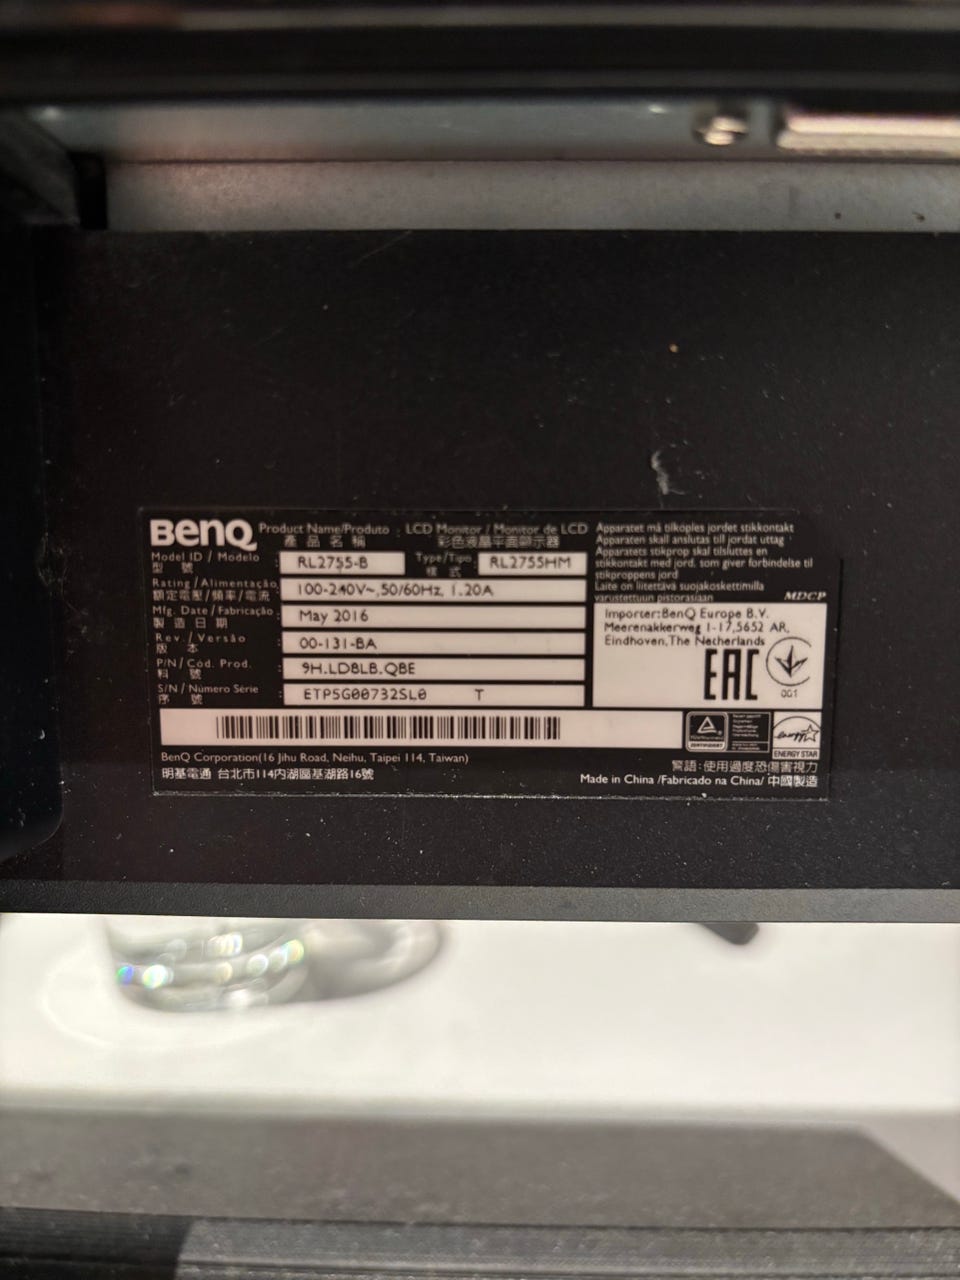 BenQ
Product Name/Produto : LCD Monitor / Monitor de LCD
產品名稱 彩色液晶平面顯示器
Model ID / Modelo : RL2755-B Type/Tipo : RL2755HM
型號 樣式
Rating/Alimentação : 100-240V~,50/60Hz, 1.20A
額定電壓/頻率/電流
Mfg. Date/Fabricação : May 2016
製造日期
Rev./Versão : 00-131-BA
版本
P/N/Cód. Prod. : 9H.LD8LB.QBE
料號
S/N/Número Série : ETP5G00732SL0 T
序號
BenQ Corporation(16 Jihu Road, Neihu, Taipei 114, Taiwan)
明基電通 台北市114內湖區基湖路16號
Apparatet må tilkoples jordet stikkontakt
Apparaten skall anslutas till jordat uttag
Apparatets stikprop skal tilsluttes en
stikkontakt med jord, som giver forbindelse til
stikproppens jord
Laite on liitettävä suojakoskettimilla
varustettuun pistorasiaan
MDCP
Importer:BenQ Europe B.V.
Meerenakkerweg 1-17,5652 AR,
Eindhoven,The Netherlands
EAC
001
energy
ENERGY STAR
警語:使用過度恐傷害視力
Made in China /Fabricado na China/ 中國製造